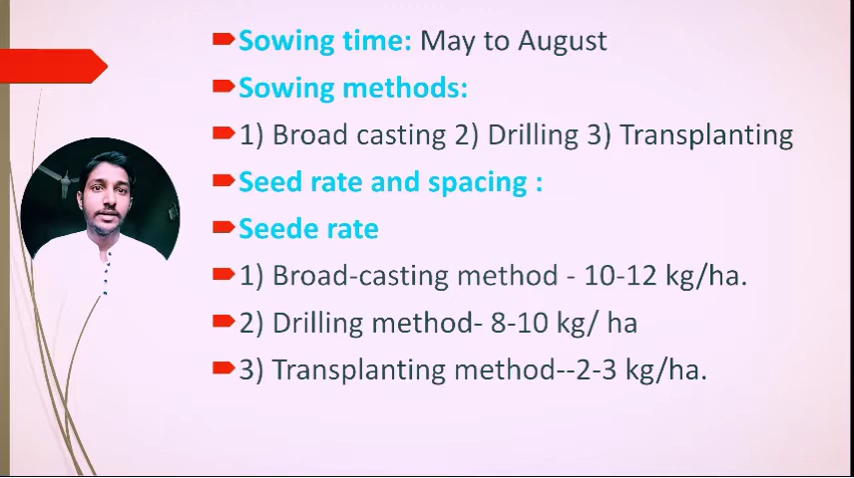 Sowing time: May to August
Sowing methods:
1) Broad casting 2) Drilling 3) Transplanting
Seed rate and spacing :
Seede rate
1) Broad-casting method - 10-12 kg/ha.
2) Drilling method- 8-10 kg/ ha
3) Transplanting method--2-3 kg/ha.